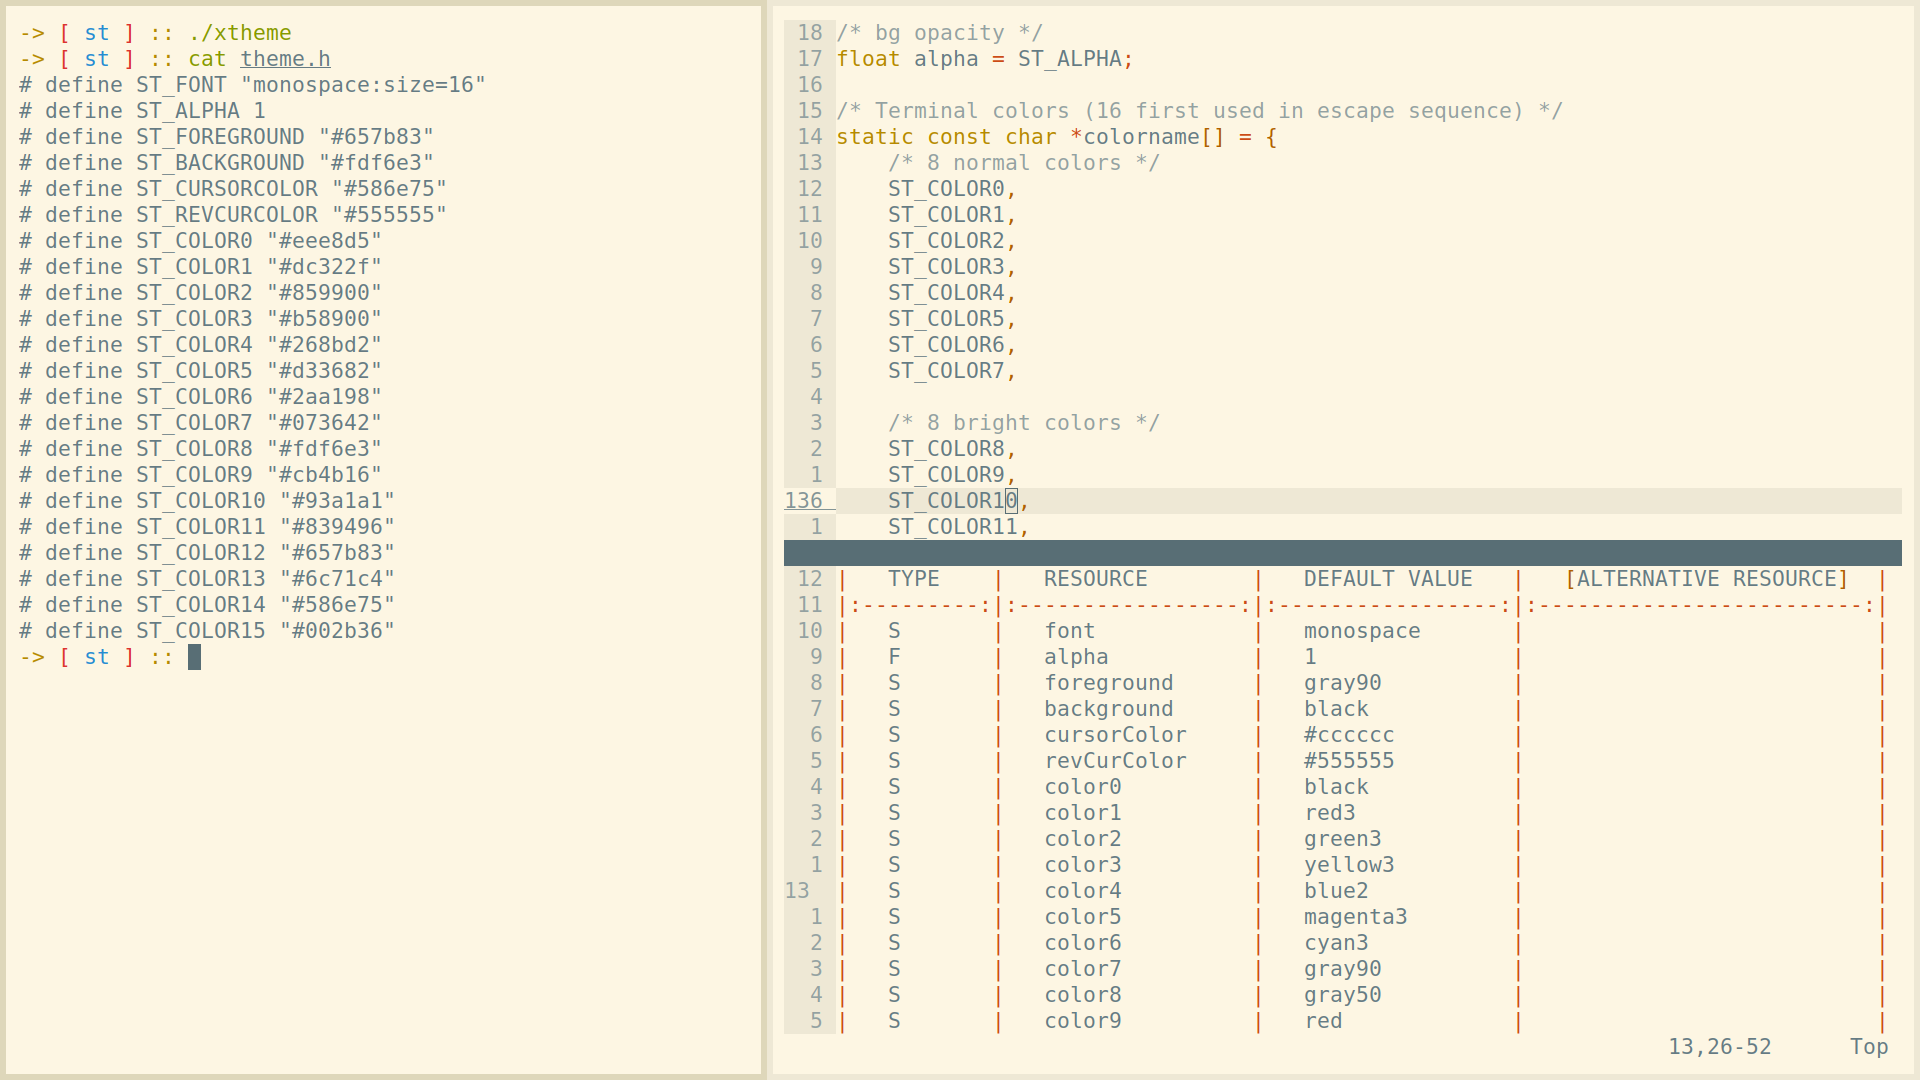 -> [ st ] :: ./xtheme
-> [ st ] :: cat theme.h
# define ST_FONT "monospace:size=16"
# define ST_ALPHA 1
# define ST_FOREGROUND "#657b83"
# define ST_BACKGROUND "#fdf6e3"
# define ST_CURSORCOLOR "#586e75"
# define ST_REVCURCOLOR "#555555"
# define ST_COLOR0 "#eee8d5"
# define ST_COLOR1 "#dc322f"
# define ST_COLOR2 "#859900"
# define ST_COLOR3 "#b58900"
# define ST_COLOR4 "#268bd2"
# define ST_COLOR5 "#d33682"
# define ST_COLOR6 "#2aa198"
# define ST_COLOR7 "#073642"
# define ST_COLOR8 "#fdf6e3"
# define ST_COLOR9 "#cb4b16"
# define ST_COLOR10 "#93a1a1"
# define ST_COLOR11 "#839496"
# define ST_COLOR12 "#657b83"
# define ST_COLOR13 "#6c71c4"
# define ST_COLOR14 "#586e75"
# define ST_COLOR15 "#002b36"
-> [ st ] ::
18 /* bg opacity */
17 float alpha = ST_ALPHA;
16
15 /* Terminal colors (16 first used in escape sequence) */
14 static const char *colorname[] = {
13     /* 8 normal colors */
12     ST_COLOR0,
11     ST_COLOR1,
10     ST_COLOR2,
9     ST_COLOR3,
8     ST_COLOR4,
7     ST_COLOR5,
6     ST_COLOR6,
5     ST_COLOR7,
4
3     /* 8 bright colors */
2     ST_COLOR8,
1     ST_COLOR9,
136     ST_COLOR10,
1     ST_COLOR11,
12 |   TYPE    |   RESOURCE        |   DEFAULT VALUE   |   [ALTERNATIVE RESOURCE]  |
11 |:---------:|:-----------------:|:-----------------:|:-------------------------:|
10 |   S       |   font            |   monospace       |                           |
9 |   F       |   alpha           |   1               |                           |
8 |   S       |   foreground      |   gray90          |                           |
7 |   S       |   background      |   black           |                           |
6 |   S       |   cursorColor     |   #cccccc         |                           |
5 |   S       |   revCurColor     |   #555555         |                           |
4 |   S       |   color0          |   black           |                           |
3 |   S       |   color1          |   red3            |                           |
2 |   S       |   color2          |   green3          |                           |
1 |   S       |   color3          |   yellow3         |                           |
13 |   S       |   color4          |   blue2           |                           |
1 |   S       |   color5          |   magenta3        |                           |
2 |   S       |   color6          |   cyan3           |                           |
3 |   S       |   color7          |   gray90          |                           |
4 |   S       |   color8          |   gray50          |                           |
5 |   S       |   color9          |   red             |                           |
13,26-52      Top